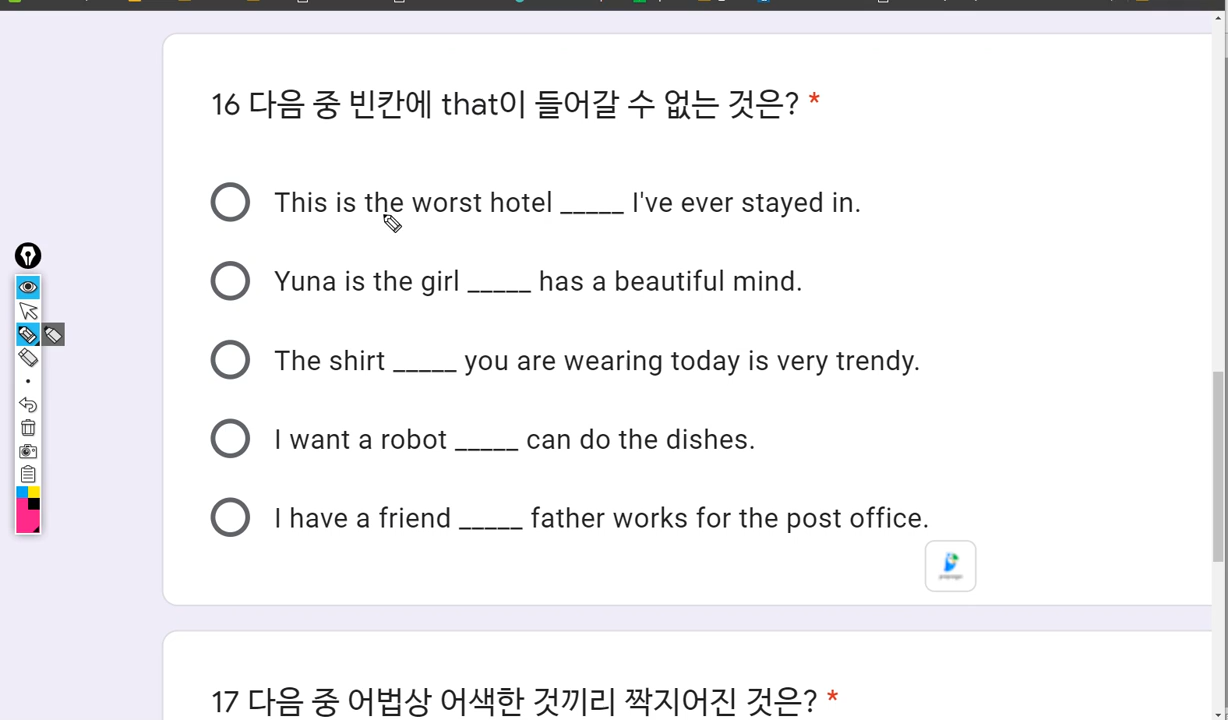 16 다음 중 빈칸에 that이 들어갈 수 없는 것은? *
This is the worst hotel _____ I've ever stayed in.
Yuna is the girl _____ has a beautiful mind.
The shirt _____ you are wearing today is very trendy.
I want a robot _____ can do the dishes.
I have a friend _____ father works for the post office.
17 다음 중 어법상 어색한 것끼리 짝지어진 것은? *